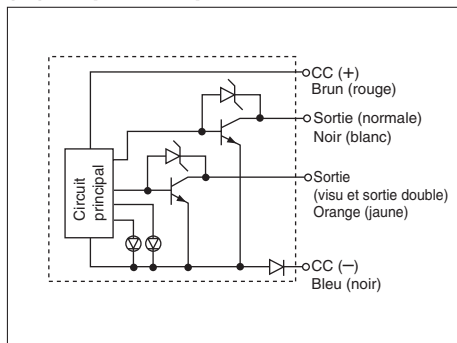 CC (+)
Brun (rouge)
Sortie (normale)
Noir (blanc)
Circuit
principal
Sortie
(visu et sortie double)
Orange (jaune)
CC (—)
Bleu (noir)